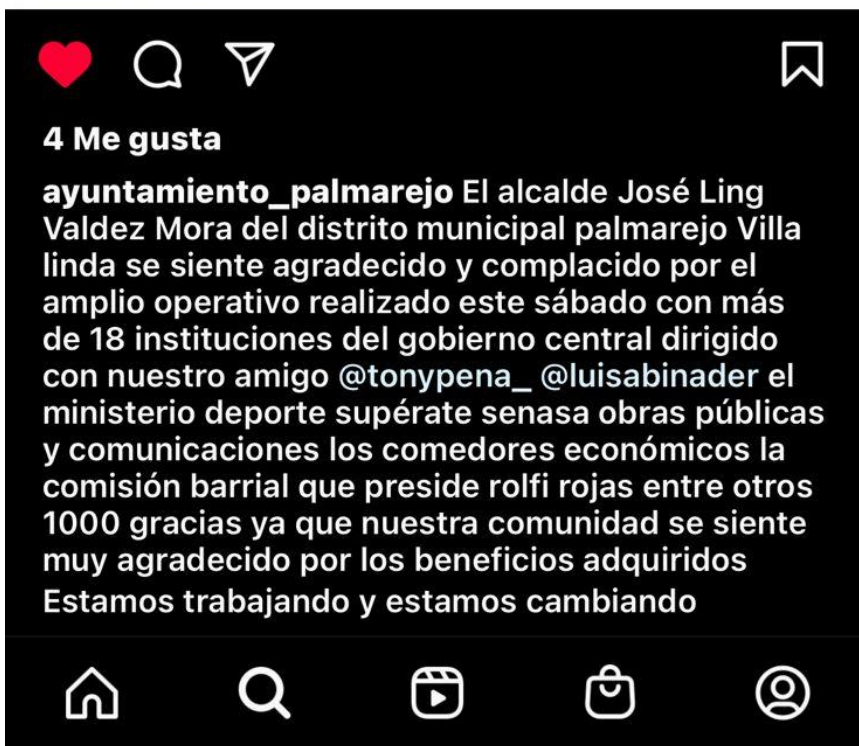 4 Me gusta
ayuntamiento_palmarejo El alcalde José Ling
Valdez Mora del distrito municipal palmarejo Villa
linda se siente agradecido y complacido por el
amplio operativo realizado este sábado con más
de 18 instituciones del gobierno central dirigido
con nuestro amigo @tonypena_ @luisabinader el
ministerio deporte supérate senasa obras públicas
y comunicaciones los comedores económicos la
comisión barrial que preside rolfi rojas entre otros
1000 gracias ya que nuestra comunidad se siente
muy agradecido por los beneficios adquiridos
Estamos trabajando y estamos cambiando